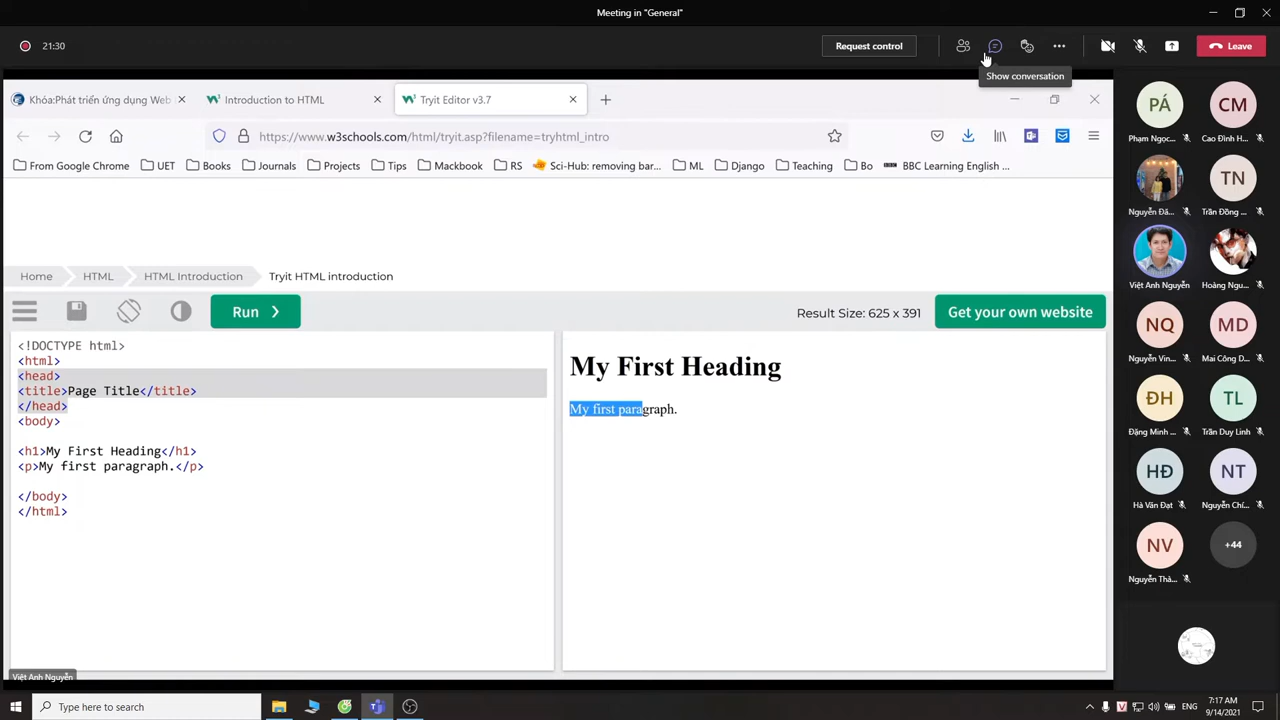 Meeting in "General"
21:30
Request control
Leave
Show conversation
Khóa:Phát triển ứng dụng Web
Introduction to HTML
Tryit Editor v3.7
https://www.w3schools.com/html/tryit.asp?filename=tryhtml_intro
From Google Chrome
UET
Books
Journals
Projects
Tips
Mackbook
RS
Sci-Hub: removing bar...
ML
Django
Teaching
Bo
BBC
BBC Learning English ...
Home
HTML
HTML Introduction
Tryit HTML introduction
Run
Result Size: 625 x 391
Get your own website
<!DOCTYPE html>
<html>
<head>
<title>Page Title</title>
</head>
<body>
<h1>My First Heading</h1>
<p>My first paragraph.</p>
</body>
</html>
My First Heading
My first paragraph.
PÁ
CM
Phạm Ngọc...
Cao Đình H...
TN
Nguyễn Đă...
Trần Đồng ...
Việt Anh Nguyễn
Hoàng Ngu...
NQ
MD
Nguyễn Vin...
Mai Công D...
ĐH
TL
Đặng Minh ...
Trần Duy Linh
HĐ
NT
Hà Văn Đạt
Nguyễn Chí...
NV
+44
Nguyễn Thà...
Việt Anh Nguyễn
Type here to search
V
ENG
7:17 AM
9/14/2021